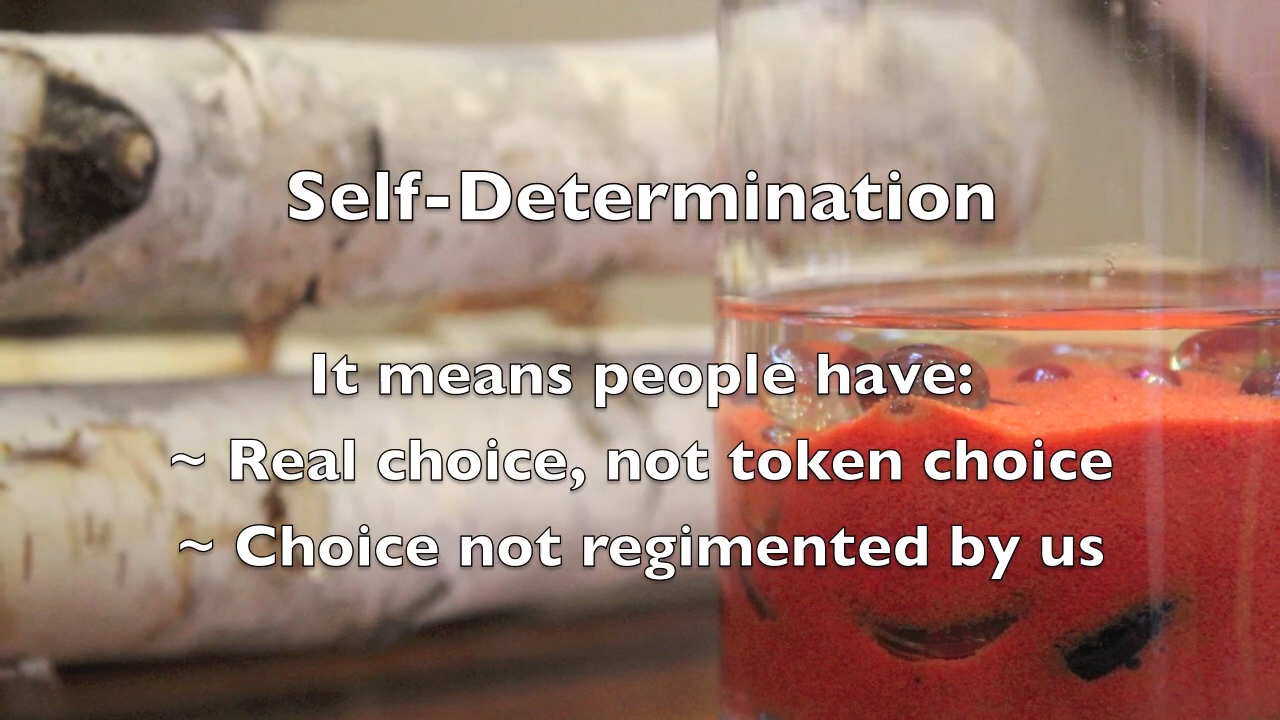 Self-Determination
It means people have:
~ Real choice, not token choice
~ Choice not regimented by us